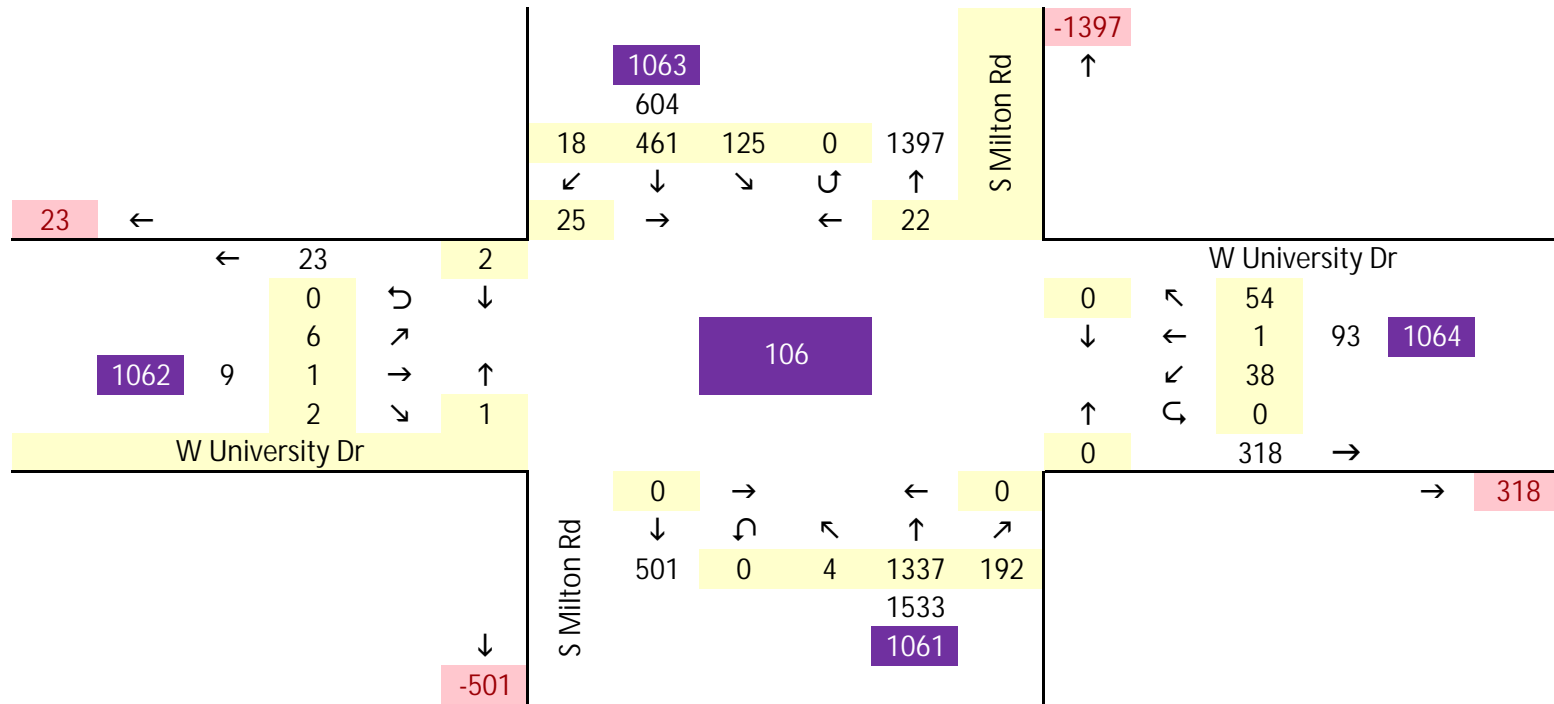 -1397
1063 ↑
604
18 461 125 0 1397
↙ ↓ ↘ ⮍ ↑
S Milton Rd
23 ← 25 → ← 22
← 23 2 W University Dr
0 ⮌ ↓ 0 ↖ 54
6 ↗ 106 ↓ ← 1 93 1064
1062 9 1 → ↑ ↙ 38
2 ↘ 1 ↑ ⮎ 0
W University Dr 0 318 →
0 → ← 0 → 318
↓ ⮏ ↖ ↑ ↗
S Milton Rd
501 0 4 1337 192
1533
↓ 1061
-501